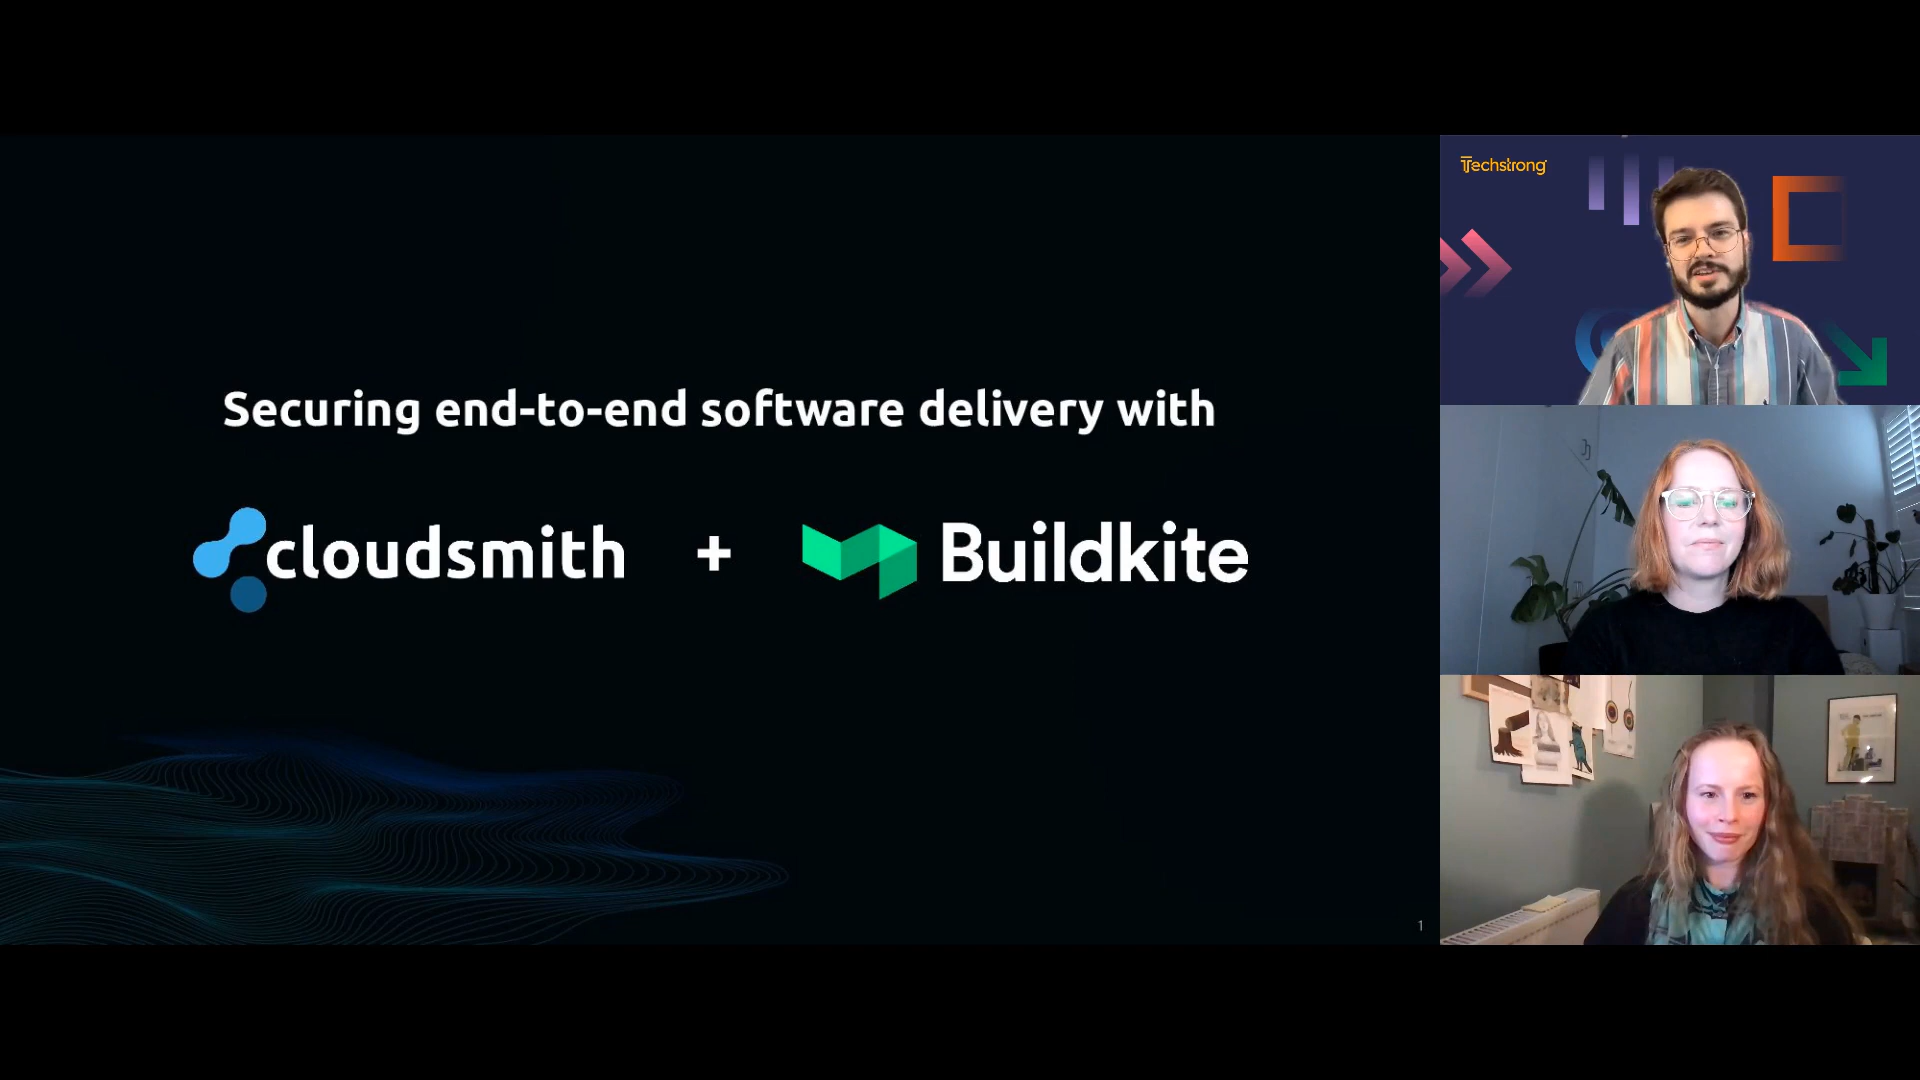 Securing end-to-end software delivery with
cloudsmith + Buildkite
1
Techstrong